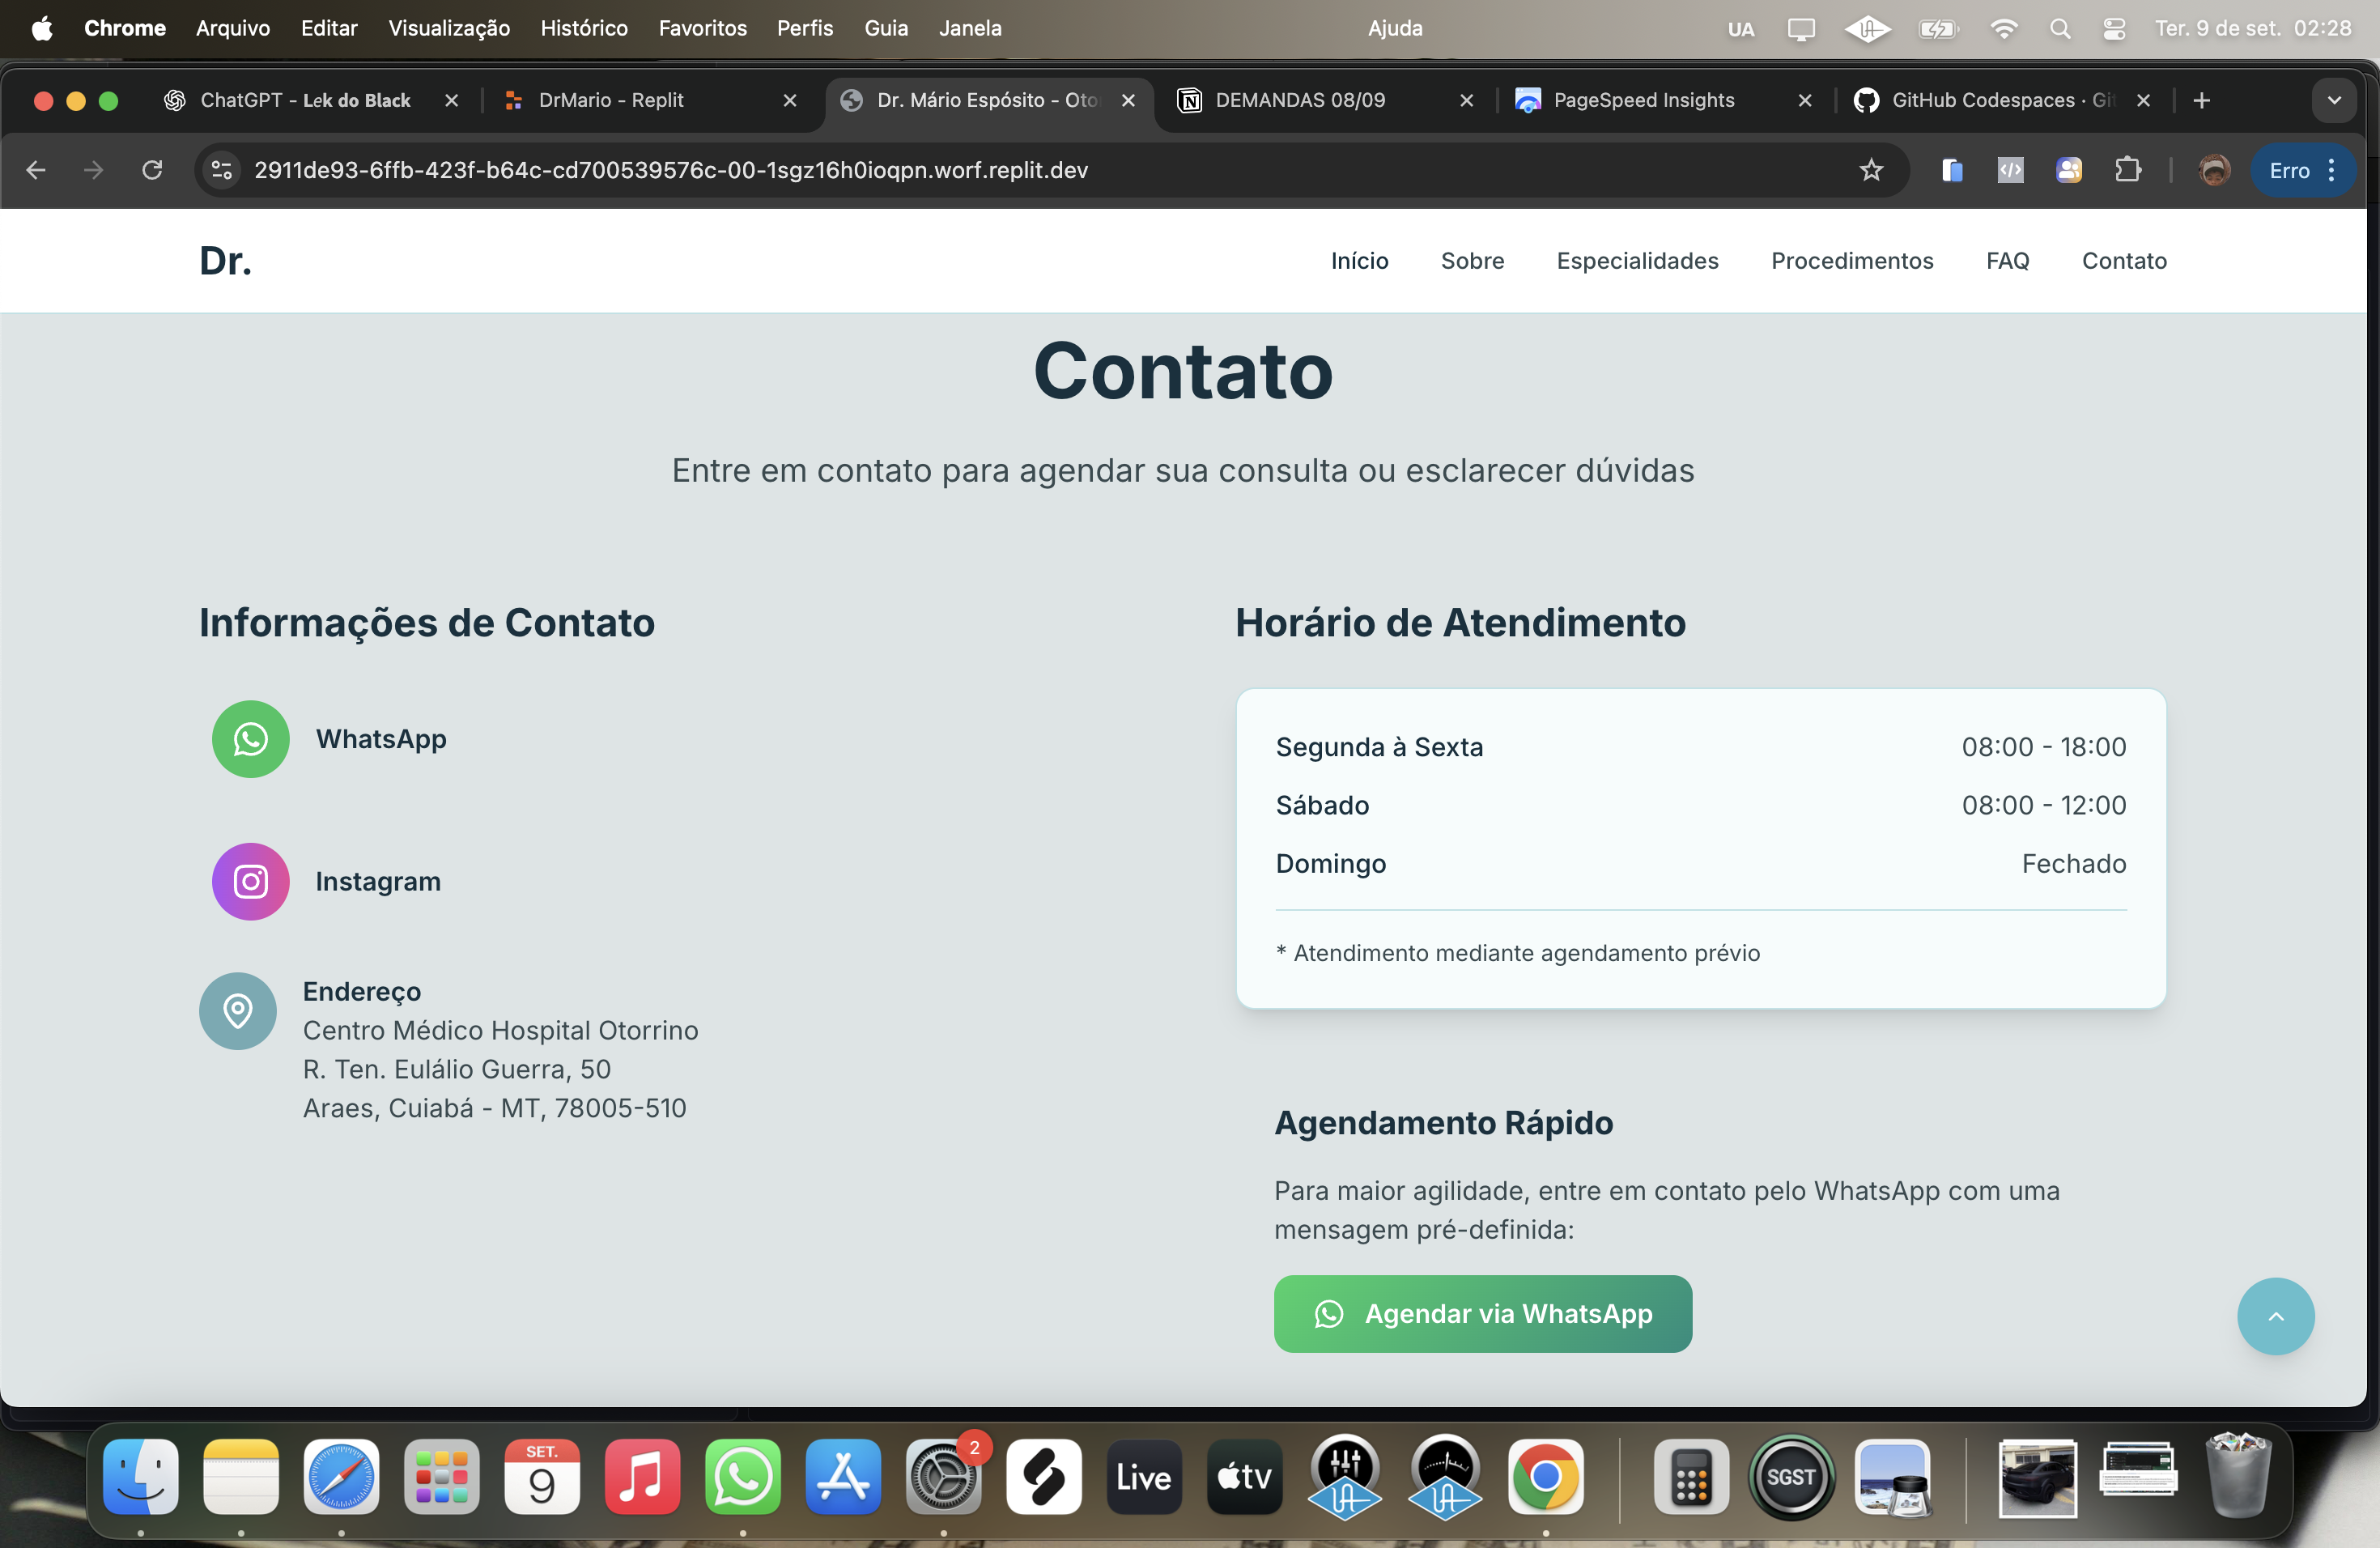 Chrome Arquivo Editar Visualização Histórico Favoritos Perfis Guia Janela Ajuda UA Ter. 9 de set. 02:28
ChatGPT - Lek do Black DrMario - Replit Dr. Mário Espósito - Oto DEMANDAS 08/09 PageSpeed Insights GitHub Codespaces · Git
2911de93-6ffb-423f-b64c-cd700539576c-00-1sgz16h0ioqpn.worf.replit.dev Erro
Dr. Início Sobre Especialidades Procedimentos FAQ Contato
Contato
Entre em contato para agendar sua consulta ou esclarecer dúvidas
Informações de Contato
WhatsApp
Instagram
Endereço
Centro Médico Hospital Otorrino
R. Ten. Eulálio Guerra, 50
Araes, Cuiabá - MT, 78005-510
Horário de Atendimento
Segunda à Sexta 08:00 - 18:00
Sábado 08:00 - 12:00
Domingo Fechado
* Atendimento mediante agendamento prévio
Agendamento Rápido
Para maior agilidade, entre em contato pelo WhatsApp com uma
mensagem pré-definida:
Agendar via WhatsApp
SET.
9
2
Live
tv
SGST